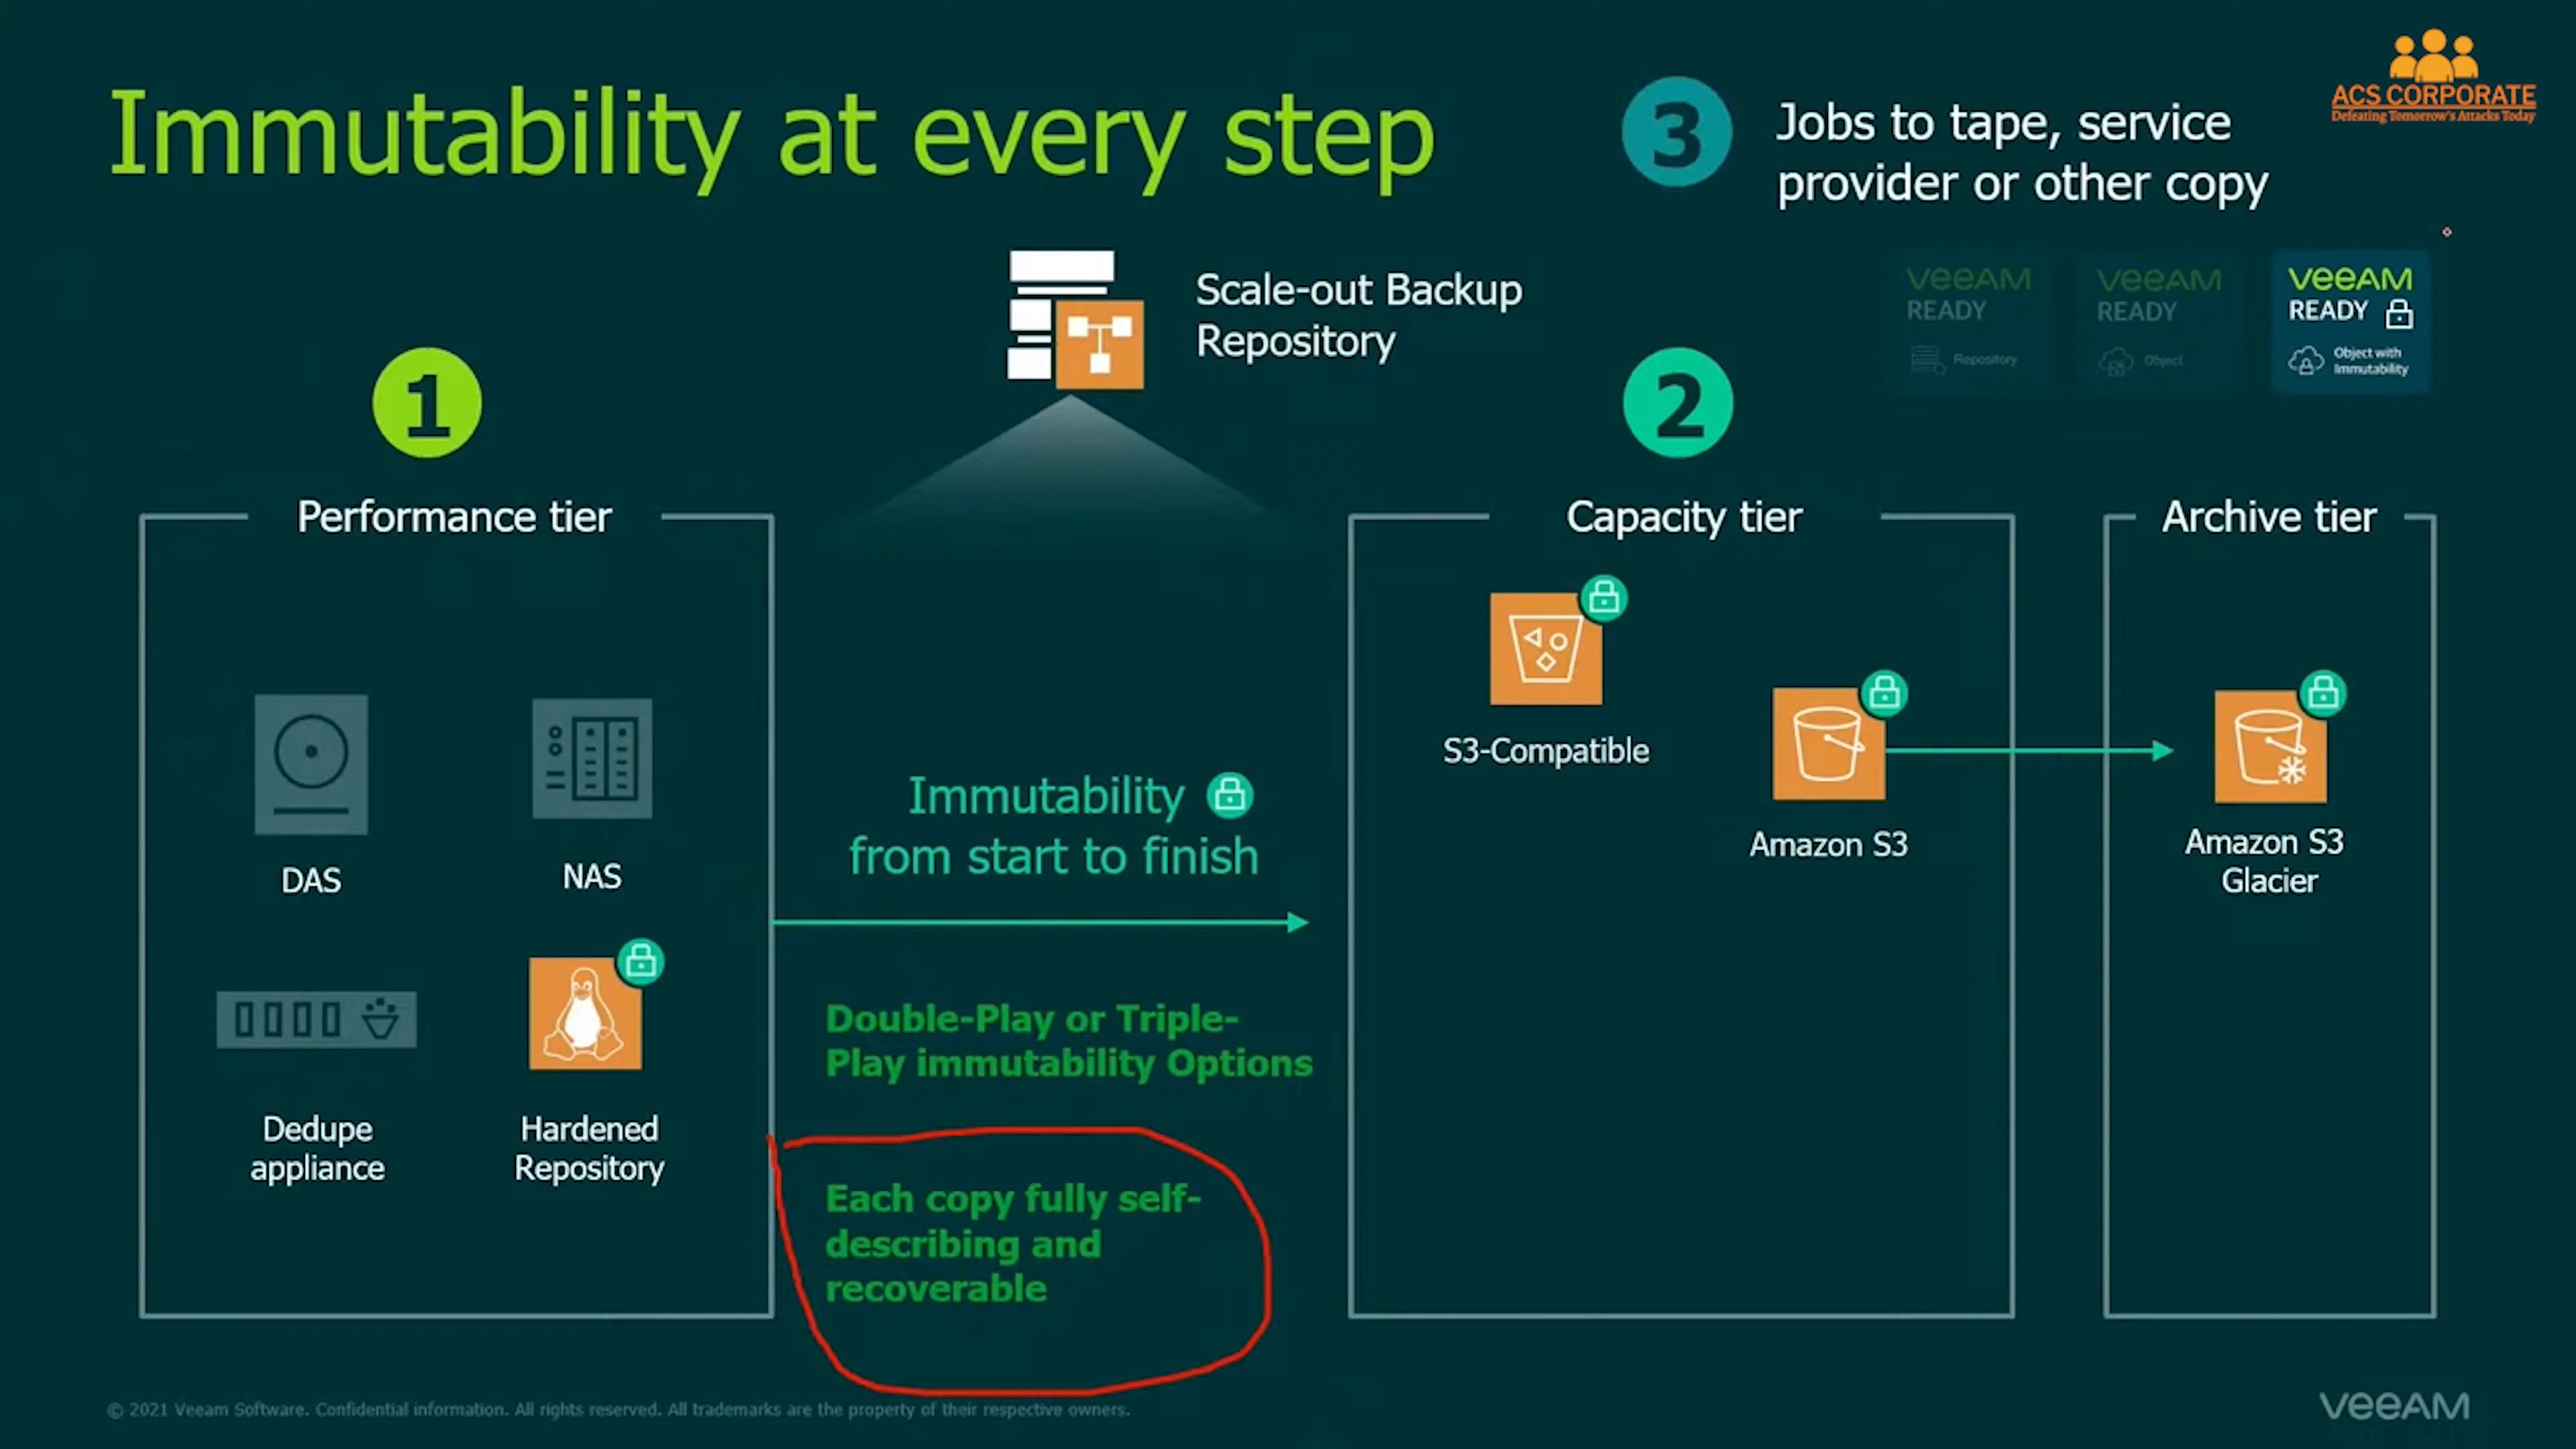 Immutability at every step
3
Jobs to tape, service
provider or other copy
ACS CORPORATE
Defeating Tomorrow's Attacks Today
Scale-out Backup
Repository
VEEAM
READY
Repository
VEEAM
READY
Object
VEEAM
READY
Object with
Immutability
1
Performance tier
DAS
NAS
Dedupe
appliance
Hardened
Repository
Immutability
from start to finish
Double-Play or Triple-
Play immutability Options
Each copy fully self-
describing and
recoverable
2
Capacity tier
S3-Compatible
Amazon S3
Archive tier
Amazon S3
Glacier
© 2021 Veeam Software. Confidential information. All rights reserved. All trademarks are the property of their respective owners.
VEEAM